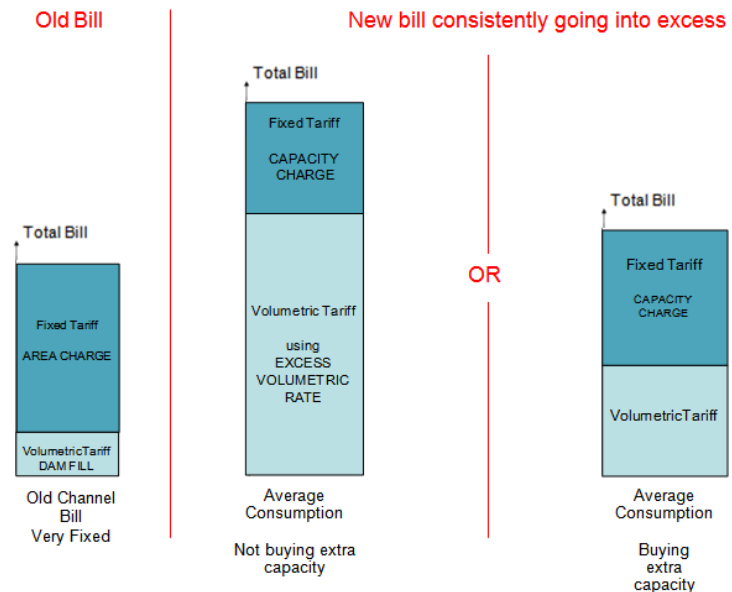 Old Bill
New bill consistently going into excess
Total Bill
Fixed Tariff
AREA CHARGE
VolumetricTariff
DAM FILL
Old Channel
Bill
Very Fixed
Total Bill
Fixed Tariff
CAPACITY
CHARGE
Volumetric Tariff
using
EXCESS
VOLUMETRIC
RATE
Average
Consumption
Not buying extra
capacity
OR
Total Bill
Fixed Tariff
CAPACITY
CHARGE
VolumetricTariff
Average
Consumption
Buying
extra
capacity